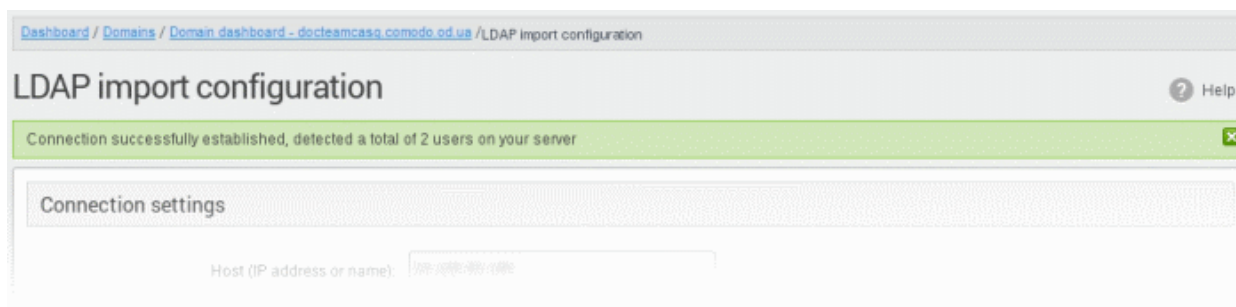 Dashboard / Domains / Domain dashboard - docteamcasg.comodo.od.ua /LDAP import configuration
LDAP import configuration
Help
Connection successfully established, detected a total of 2 users on your server
Connection settings
Host (IP address or name):